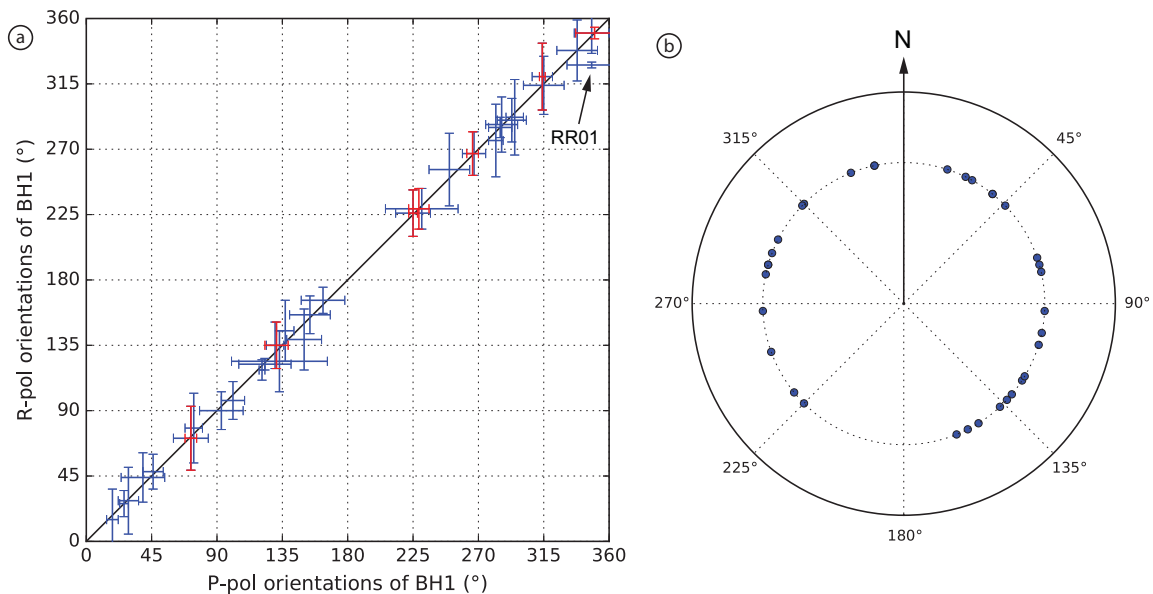 a
360
315
270
225
180
135
90
45
0
R-pol orientations of BH1 (°)
RR01
0 45 90 135 180 225 270 315 360
P-pol orientations of BH1 (°)
b
N
315° 45°
270° 90°
225° 135°
180°